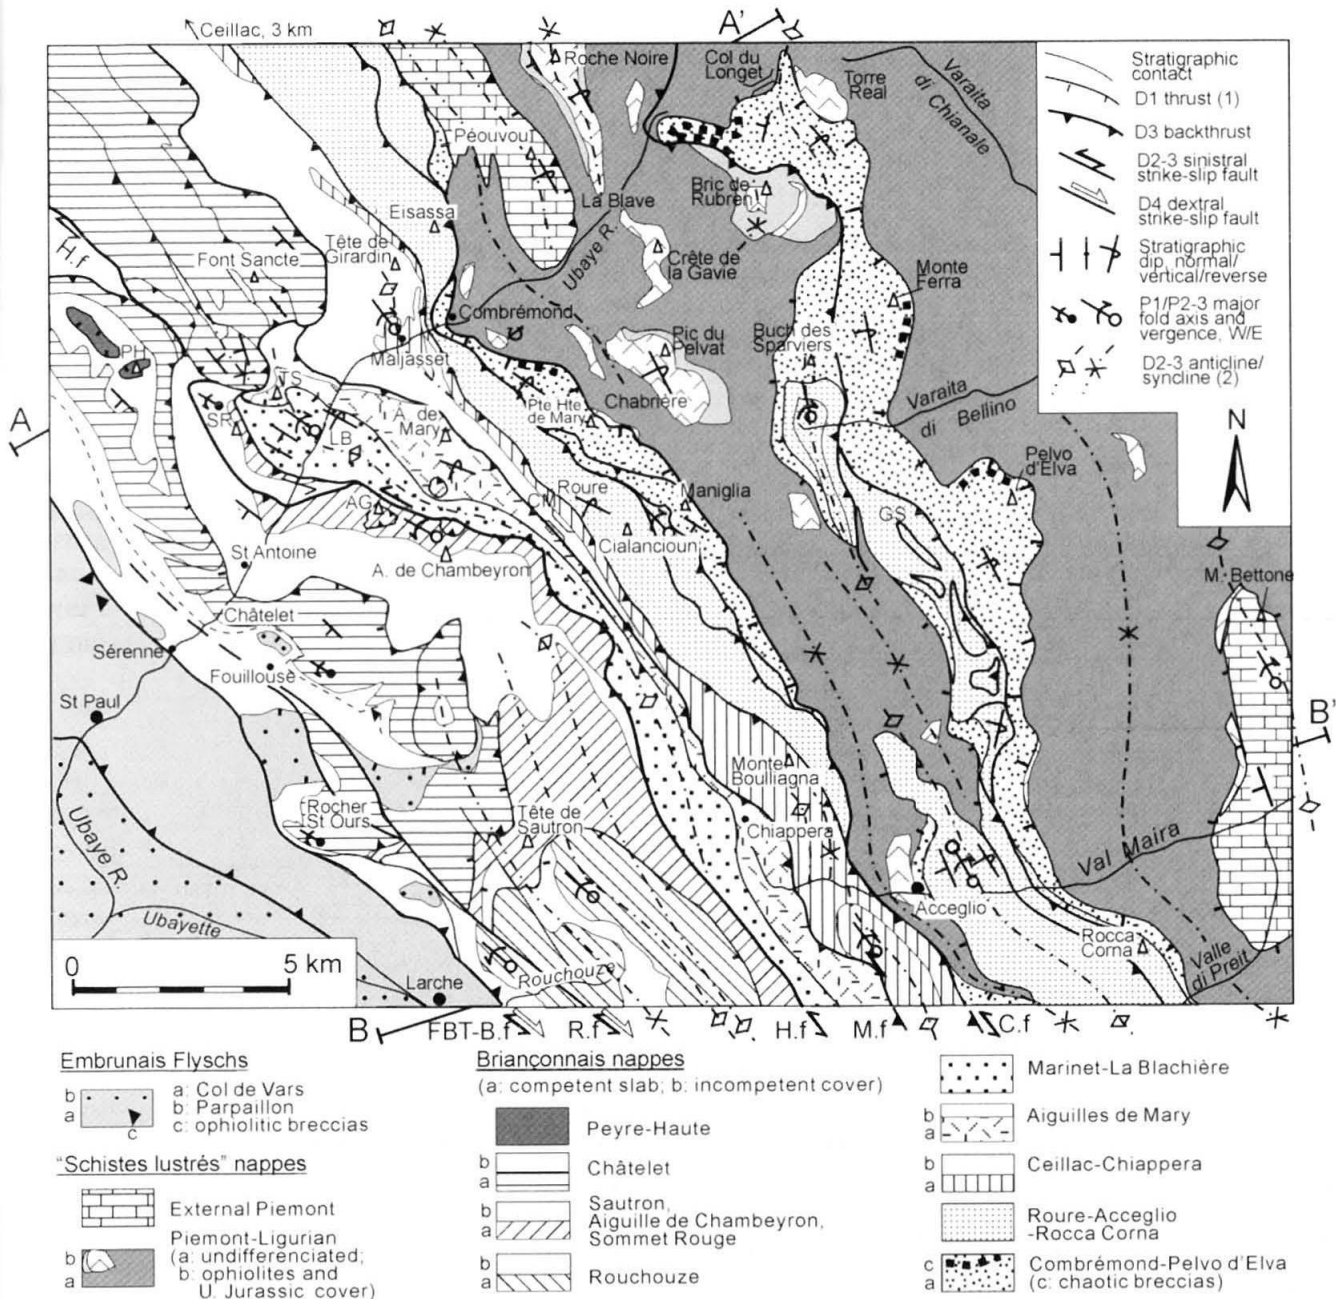 Ceillac, 3 km
A'
Roche Noire
Col du
Longet
Torre
Real
Varaita
di Chianale
Péouvou
Bric de
Rubren
La Blave
Eisassa
Ubaye R.
H.f
Font Sancte
Tête de
Girardin
Crête de
la Gavie
Monte
Ferra
Combrémond
PH
Maljasset
Pic du
Pelvat
Buch des
Sparviers
Chabrière
Varaita
di Bellino
A
TS
SR
LB
A. de
Mary
Pte Hte
de Mary
Pelvo
d'Elva
AG
CM
Roure
Maniglia
GS
Cialancioun
St Antoine
A. de Chambeyron
M. Bettone
Châtelet
Sérenne
Fouillouse
St Paul
B'
Monte
Boulliagna
Rocher
St Ours
Tête de
Sautron
Chiappera
Val Maira
Ubaye R.
Acceglio
Ubayette
Rocca
Corna
Valle
di Preit
Rouchouze
Larche
0 5 km
B
FBT-B.f
R.f
H.f
M.f
C.f
Stratigraphic
contact
D1 thrust (1)
D3 backthrust
D2-3 sinistral
strike-slip fault
D4 dextral
strike-slip fault
Stratigraphic
dip, normal/
vertical/reverse
P1/P2-3 major
fold axis and
vergence, W/E
D2-3 anticline/
syncline (2)
N
Embrunais Flyschs
b
a
c
a: Col de Vars
b: Parpaillon
c: ophiolitic breccias
"Schistes lustrés" nappes
External Piemont
b
a
Piemont-Ligurian
(a: undifferenciated;
b: ophiolites and
U. Jurassic cover)
Briançonnais nappes
(a: competent slab; b: incompetent cover)
Peyre-Haute
b
a
Châtelet
b
a
Sautron,
Aiguille de Chambeyron,
Sommet Rouge
b
a
Rouchouze
Marinet-La Blachière
b
a
Aiguilles de Mary
b
a
Ceillac-Chiappera
Roure-Acceglio
-Rocca Corna
c
a
Combrémond-Pelvo d'Elva
(c: chaotic breccias)